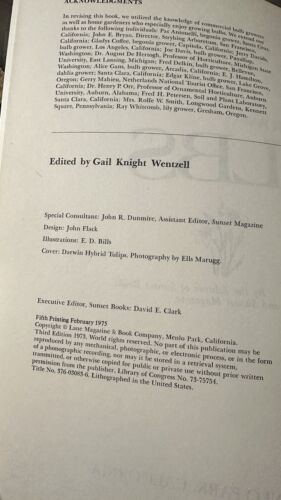 ACKNOWLEDGMENTS
In revising this book, we utilized the knowledge of commercial bulb growers
as well as home gardeners who especially enjoy growing bulbs. We extend our
thanks to the following individuals: Pat Antonelli, begonia grower, Santa Cruz,
California; John E. Bryan, Director, Strybing Arboretum, San Francisco,
California; Gladys Coffee, begonia grower, Capitola, California;
bulb grower, Los Angeles, California; Joe Davis, bulb grower, Puyallup,
Washington; Dr. August De Hertogh, Professor of Horticulture, Michigan State
University, East Lansing, Michigan; Fred Delkin, bulb grower, Bellevue,
Washington; Alice Gans, bulb grower, Arcadia, California; E. J. Hamilton,
dahlia grower, Santa Clara, California; Edgar Kline, bulb grower, Lake Grove,
Oregon; Gerry Mahieu, Netherlands National Tourist Office, San Francisco,
California; Dr. Henry P. Orr, Professor of Ornamental Horticulture, Auburn
University, Auburn, Alabama; Fred H. Petersen, Soil and Plant Laboratory,
Santa Clara, California; Mrs. Rolfe W. Smith, Longwood Gardens, Kennett
Square, Pennsylvania; Ray Whitcomb, lily grower, Gresham, Oregon.
Edited by Gail Knight Wentzell
Special Consultant: John R. Dunmire, Assistant Editor, Sunset Magazine
Design: John Flack
Illustrations: E. D. Bills
Cover: Darwin Hybrid Tulips. Photography by Ells Marugg.
Executive Editor, Sunset Books: David E. Clark
Fifth Printing February 1975
Copyright © Lane Magazine & Book Company, Menlo Park, California.
Third Edition 1973. World rights reserved. No part of this publication may be
reproduced by any mechanical, photographic, or electronic process, or in the form
of a phonographic recording, nor may it be stored in a retrieval system,
transmitted, or otherwise copied for public or private use without prior written
permission from the publisher. Library of Congress No. 73-75754.
Title No. 376-03083-6. Lithographed in the United States.